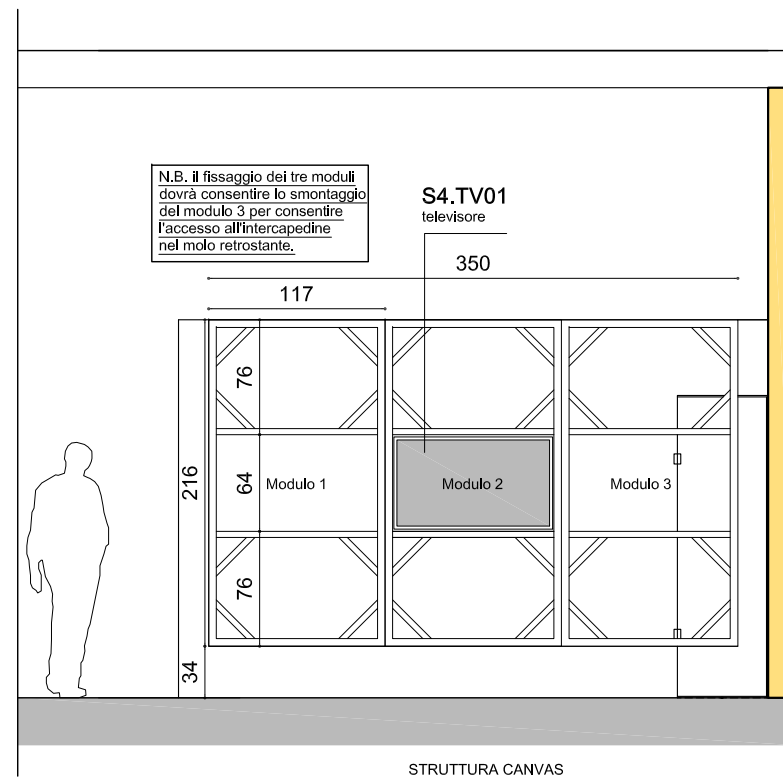 N.B. il fissaggio dei tre moduli
dovrà consentire lo smontaggio
del modulo 3 per consentire
l'accesso all'intercapedine
nel molo retrostante.
S4.TV01
televisore
350
117
76
216
64
Modulo 1
Modulo 2
Modulo 3
76
34
STRUTTURA CANVAS